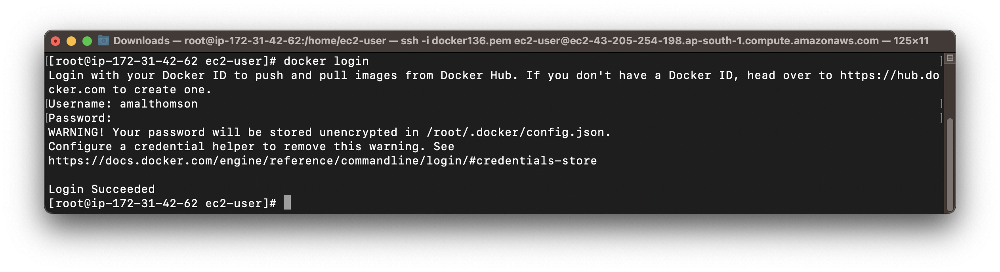 Downloads — root@ip-172-31-42-62:/home/ec2-user — ssh -i docker136.pem ec2-user@ec2-43-205-254-198.ap-south-1.compute.amazonaws.com — 125×11
[[root@ip-172-31-42-62 ec2-user]# docker login ]
Login with your Docker ID to push and pull images from Docker Hub. If you don't have a Docker ID, head over to https://hub.do
cker.com to create one.
[Username: amalthomson ]
[Password: ]
WARNING! Your password will be stored unencrypted in /root/.docker/config.json.
Configure a credential helper to remove this warning. See
https://docs.docker.com/engine/reference/commandline/login/#credentials-store
Login Succeeded
[root@ip-172-31-42-62 ec2-user]#